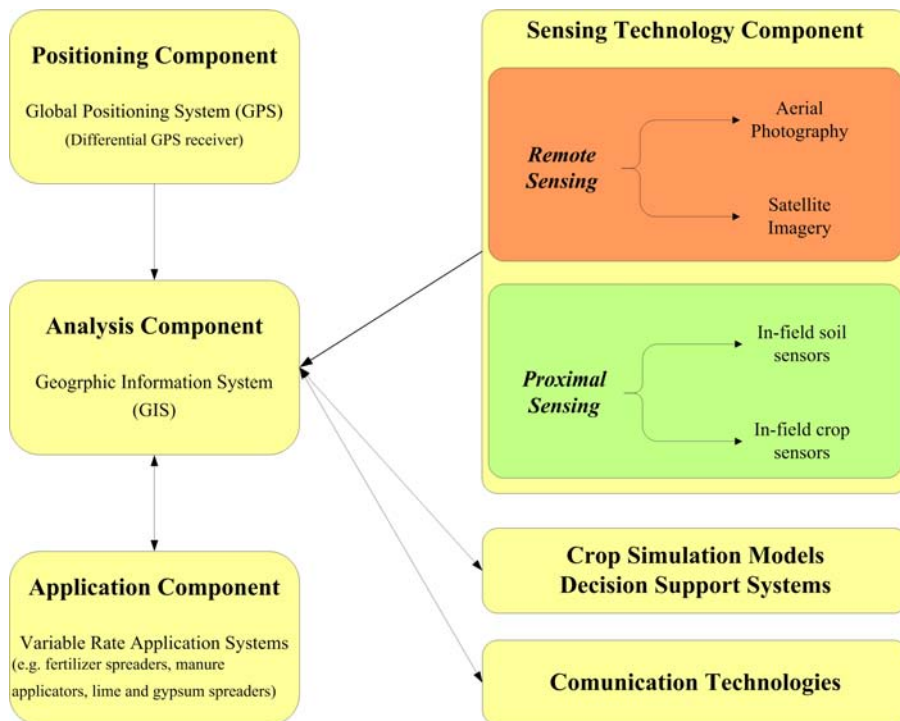 Positioning Component
Global Positioning System (GPS)
(Differential GPS receiver)
Analysis Component
Geogrphic Information System
(GIS)
Application Component
Variable Rate Application Systems
(e.g. fertilizer spreaders, manure
applicators, lime and gypsum spreaders)
Sensing Technology Component
Remote
Sensing
Aerial
Photography
Satellite
Imagery
Proximal
Sensing
In-field soil
sensors
In-field crop
sensors
Crop Simulation Models
Decision Support Systems
Comunication Technologies